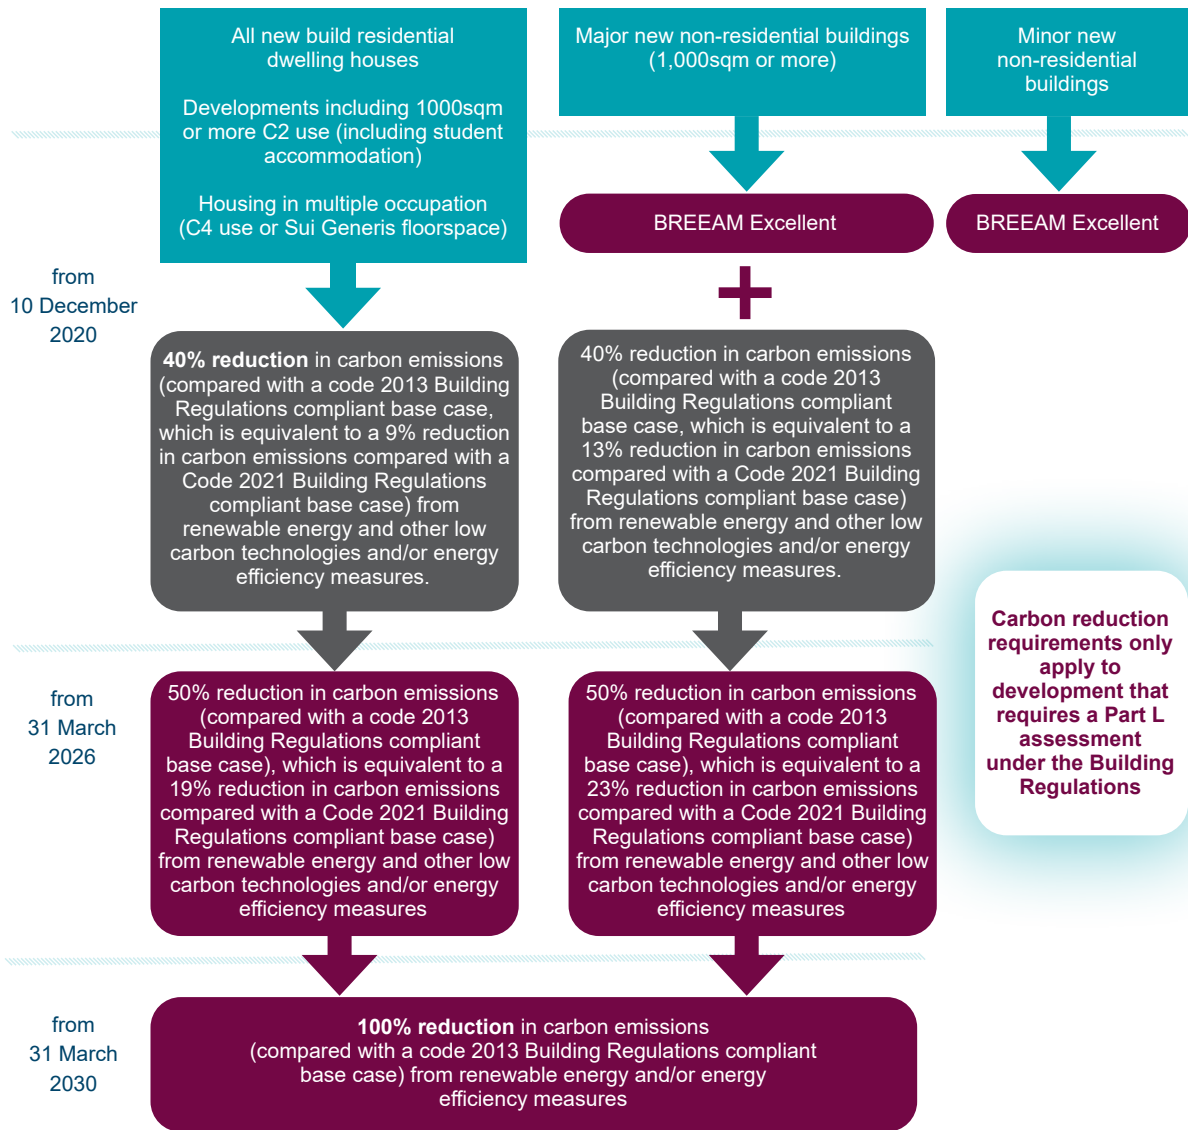 All new build residential
dwelling houses
Developments including 1000sqm
or more C2 use (including student
accommodation)
Housing in multiple occupation
(C4 use or Sui Generis floorspace)
Major new non-residential buildings
(1,000sqm or more)
Minor new
non-residential
buildings
BREEAM Excellent
BREEAM Excellent
+
from
10 December
2020
40% reduction in carbon emissions
(compared with a code 2013 Building
Regulations compliant base case,
which is equivalent to a 9% reduction
in carbon emissions compared with a
Code 2021 Building Regulations
compliant base case) from
renewable energy and other low
carbon technologies and/or energy
efficiency measures.
40% reduction in carbon emissions
(compared with a code 2013
Building Regulations compliant
base case, which is equivalent to a
13% reduction in carbon emissions
compared with a Code 2021 Building
Regulations compliant base case)
from renewable energy and other low
carbon technologies and/or energy
efficiency measures.
Carbon reduction
requirements only
apply to
development that
requires a Part L
assessment
under the Building
Regulations
from
31 March
2026
50% reduction in carbon emissions
(compared with a code 2013
Building Regulations compliant
base case), which is equivalent to a
19% reduction in carbon emissions
compared with a Code 2021 Building
Regulations compliant base case)
from renewable energy and other low
carbon technologies and/or energy
efficiency measures
50% reduction in carbon emissions
(compared with a code 2013
Building Regulations compliant
base case), which is equivalent to a
23% reduction in carbon emissions
compared with a Code 2021 Building
Regulations compliant base case)
from renewable energy and other low
carbon technologies and/or energy
efficiency measures
from
31 March
2030
100% reduction in carbon emissions
(compared with a code 2013 Building Regulations compliant
base case) from renewable energy and/or energy
efficiency measures